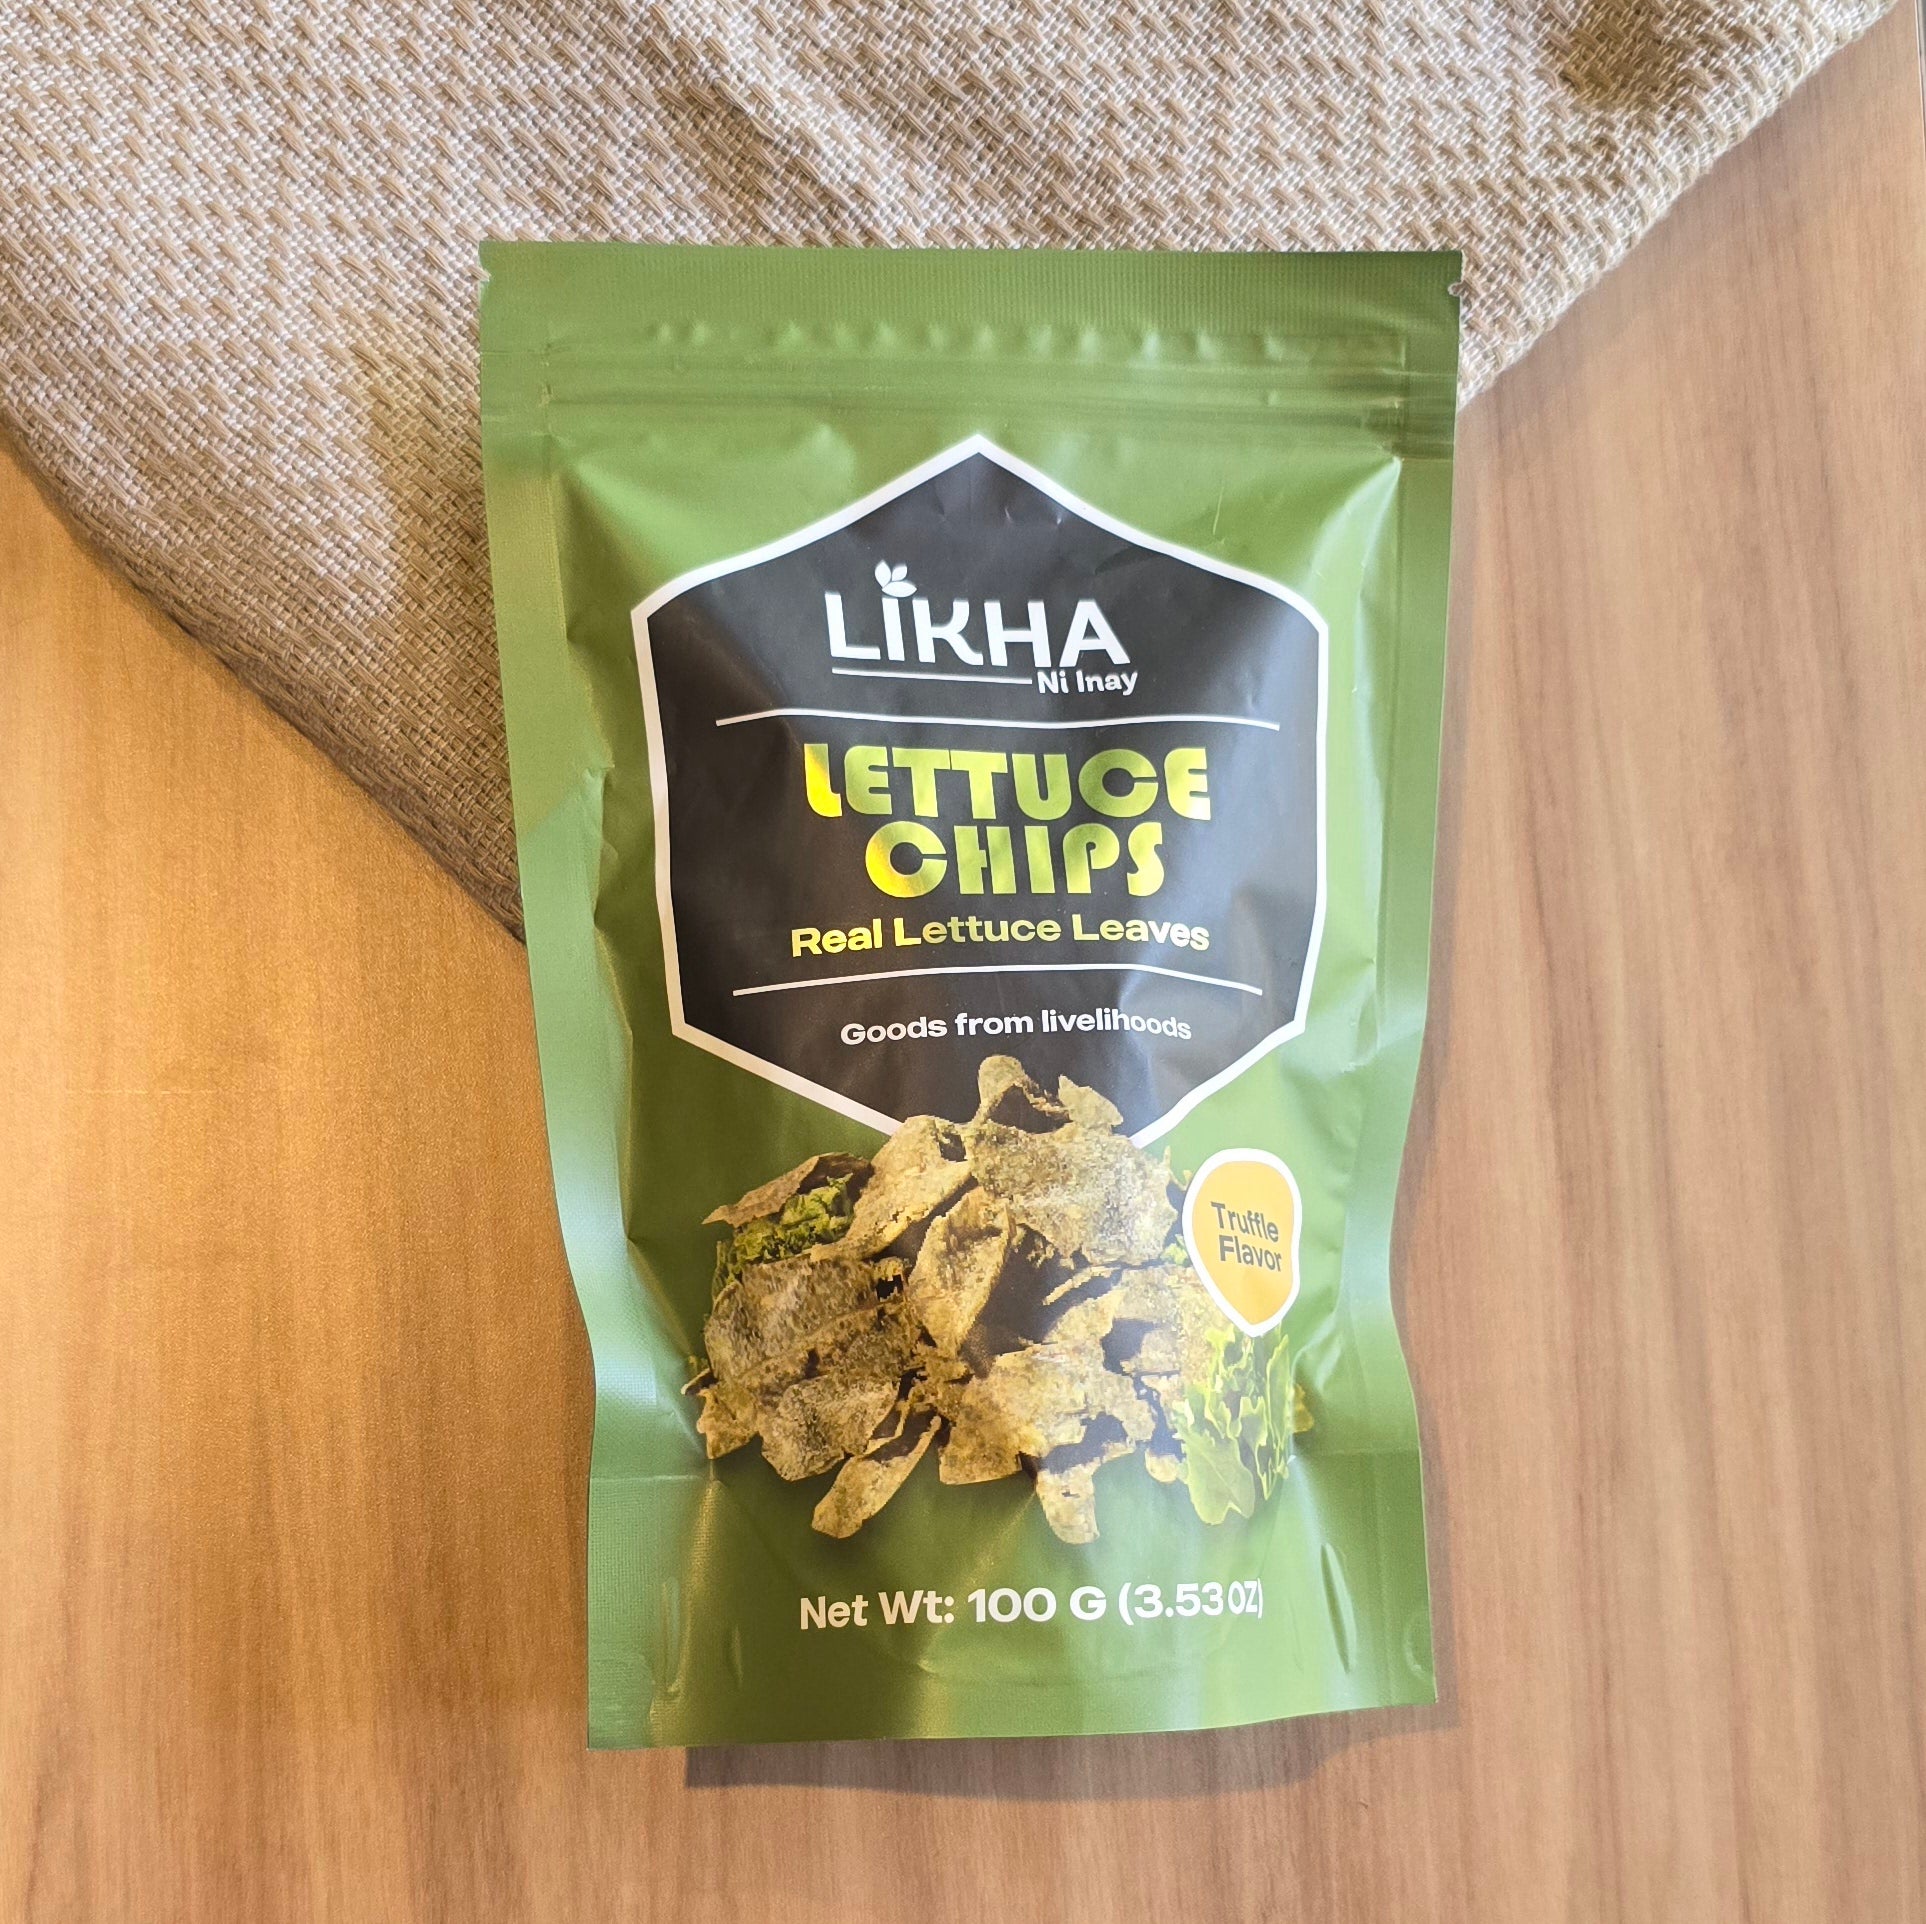 LIKHA
Ni Inay
LETTUCE
CHIPS
Real Lettuce Leaves
Goods from livelihoods
Truffle
Flavor
Net Wt: 100 G (3.53 OZ)